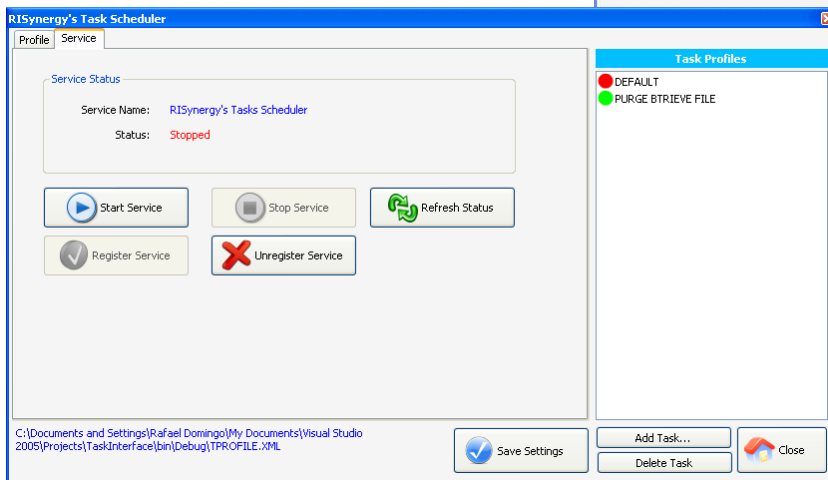 RISynergy's Task Scheduler
Profile Service
Task Profiles
DEFAULT
PURGE BTRIEVE FILE
Service Status
Service Name: RISynergy's Tasks Scheduler
Status: Stopped
Start Service Stop Service Refresh Status
Register Service Unregister Service
C:\Documents and Settings\Rafael Domingo\My Documents\Visual Studio
2005\Projects\TaskInterface\bin\Debug\TPROFILE.XML
Save Settings
Add Task...
Delete Task
Close